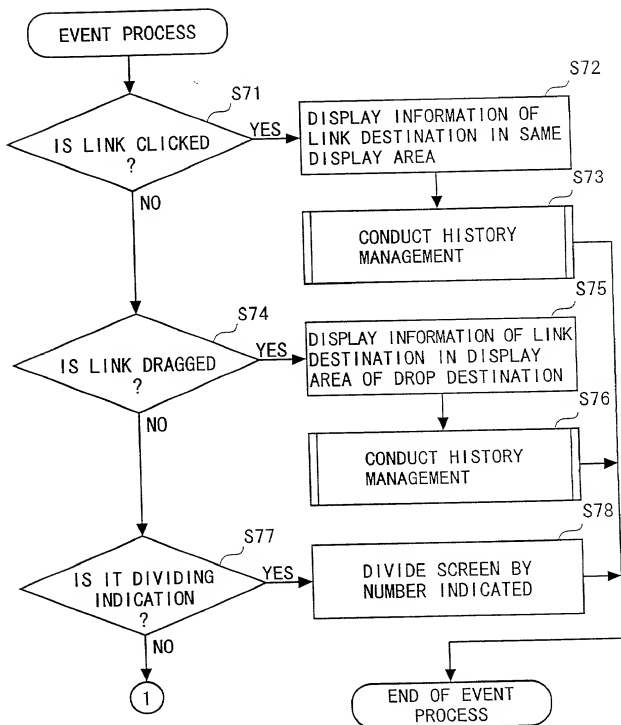 EVENT PROCESS
S71
IS LINK CLICKED
?
YES
NO
S72
DISPLAY INFORMATION OF
LINK DESTINATION IN SAME
DISPLAY AREA
S73
CONDUCT HISTORY
MANAGEMENT
S74
IS LINK DRAGGED
?
YES
NO
S75
DISPLAY INFORMATION OF LINK
DESTINATION IN DISPLAY
AREA OF DROP DESTINATION
S76
CONDUCT HISTORY
MANAGEMENT
S77
IS IT DIVIDING
INDICATION
?
YES
NO
S78
DIVIDE SCREEN BY
NUMBER INDICATED
1
END OF EVENT
PROCESS